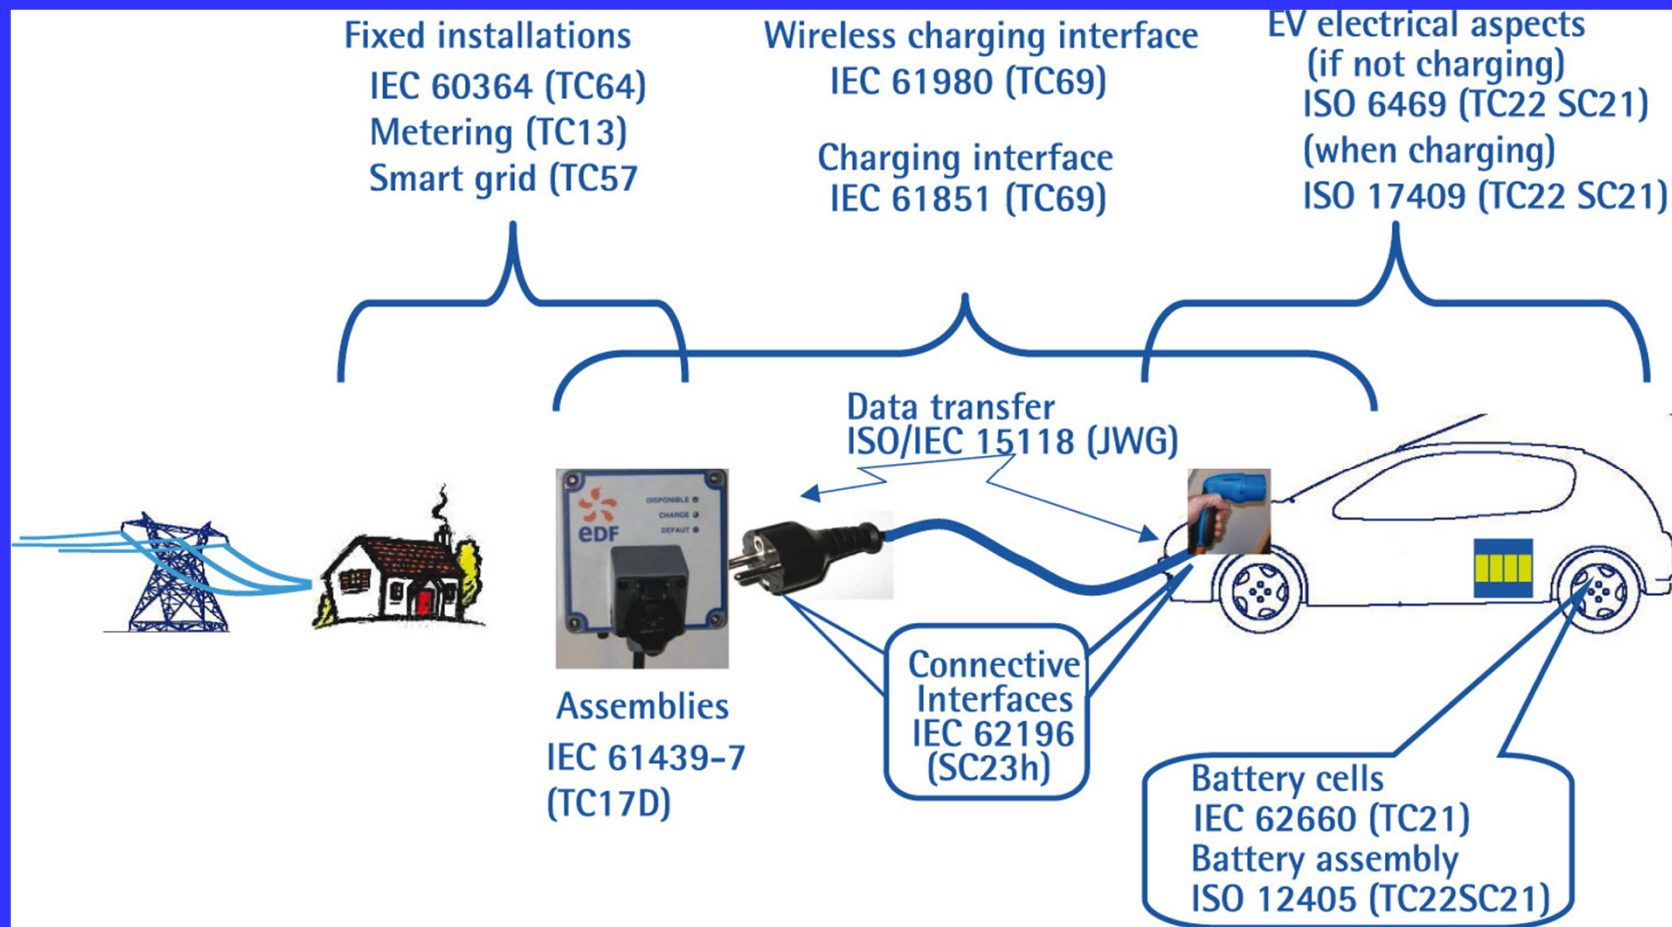 Fixed installations
IEC 60364 (TC64)
Metering (TC13)
Smart grid (TC57
Wireless charging interface
IEC 61980 (TC69)
Charging interface
IEC 61851 (TC69)
EV electrical aspects
(if not charging)
ISO 6469 (TC22 SC21)
(when charging)
ISO 17409 (TC22 SC21)
Data transfer
ISO/IEC 15118 (JWG)
DISPONIBLE
CHARGE
DEFAUT
eDF
Assemblies
IEC 61439-7
(TC17D)
Connective
Interfaces
IEC 62196
(SC23h)
Battery cells
IEC 62660 (TC21)
Battery assembly
ISO 12405 (TC22SC21)